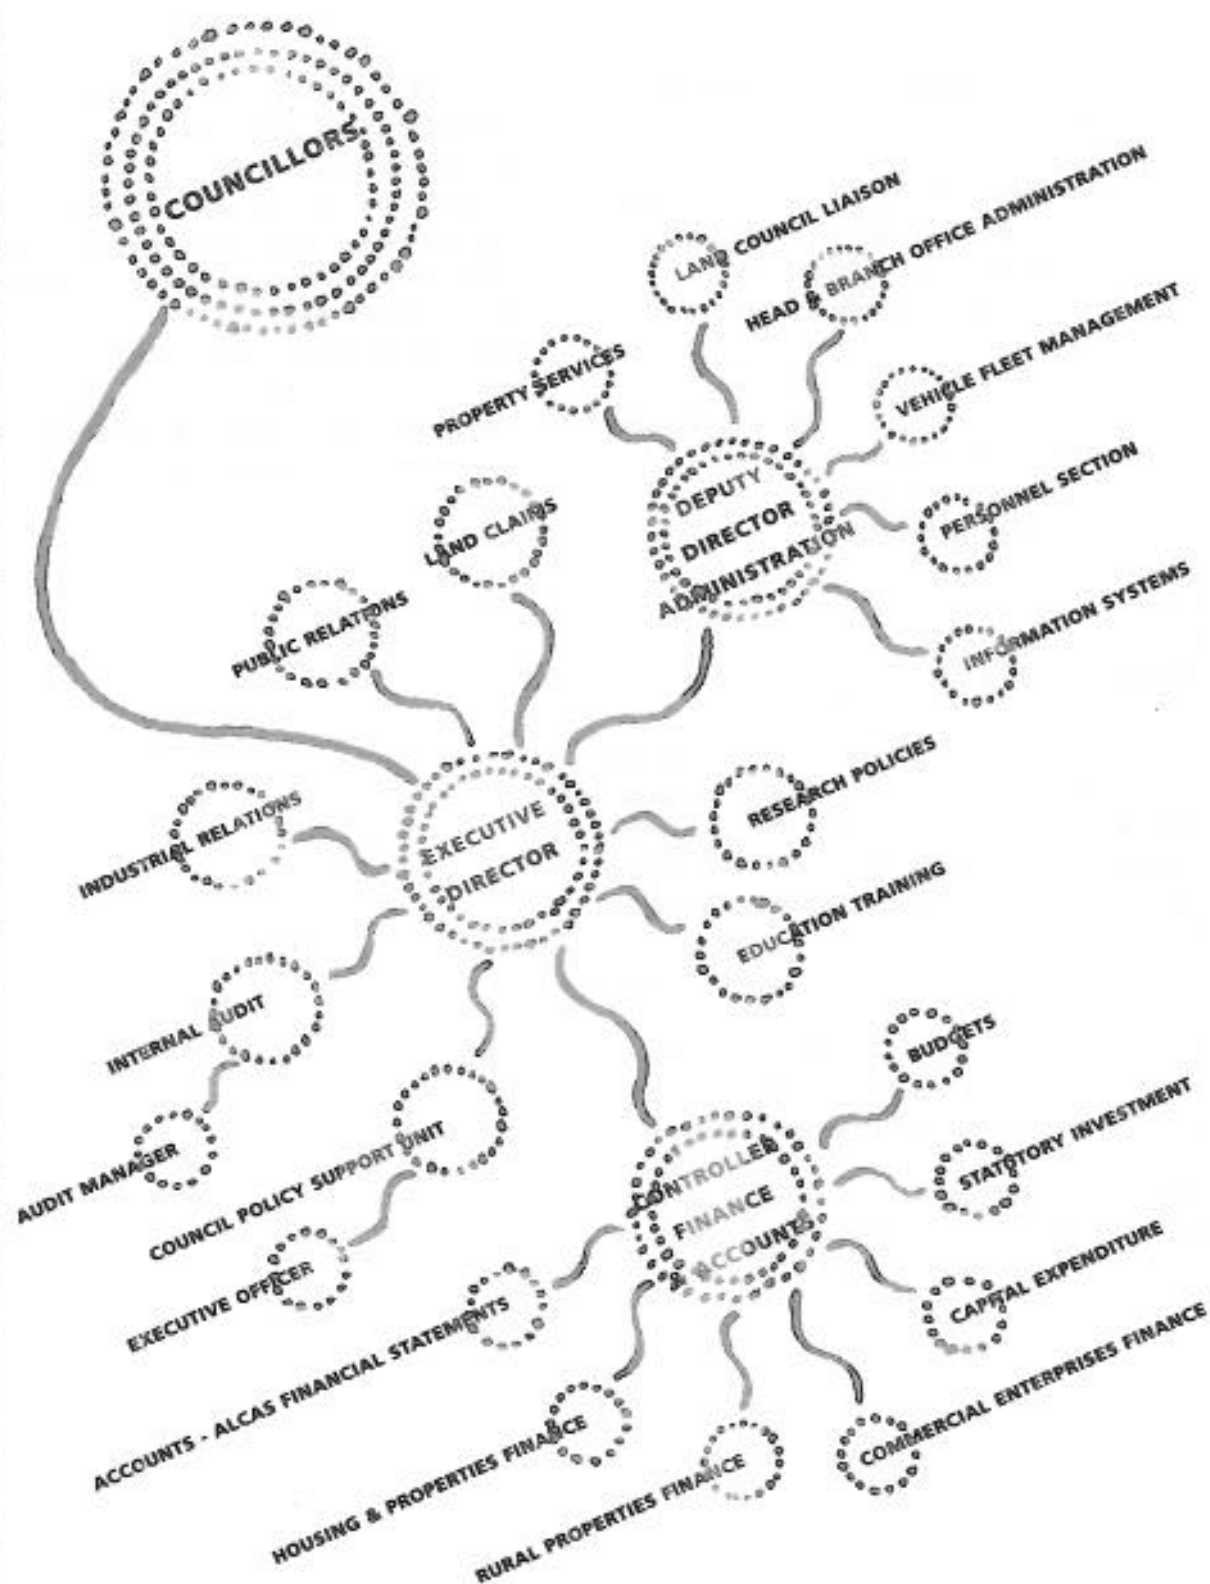 COUNCILLORS
LAND COUNCIL LIAISON
HEAD & BRANCH OFFICE ADMINISTRATION
PROPERTY SERVICES
VEHICLE FLEET MANAGEMENT
DEPUTY
DIRECTOR
ADMINISTRATION
PERSONNEL SECTION
INFORMATION SYSTEMS
LAND CLAIMS
PUBLIC RELATIONS
EXECUTIVE
DIRECTOR
RESEARCH POLICIES
INDUSTRIAL RELATIONS
EDUCATION TRAINING
INTERNAL AUDIT
AUDIT MANAGER
COUNCIL POLICY SUPPORT UNIT
EXECUTIVE OFFICER
BUDGETS
CONTROLLER
FINANCE
ACCOUNTS
STATUTORY INVESTMENT
CAPITAL EXPENDITURE
COMMERCIAL ENTERPRISES FINANCE
ACCOUNTS - ALCAS FINANCIAL STATEMENTS
HOUSING & PROPERTIES FINANCE
RURAL PROPERTIES FINANCE